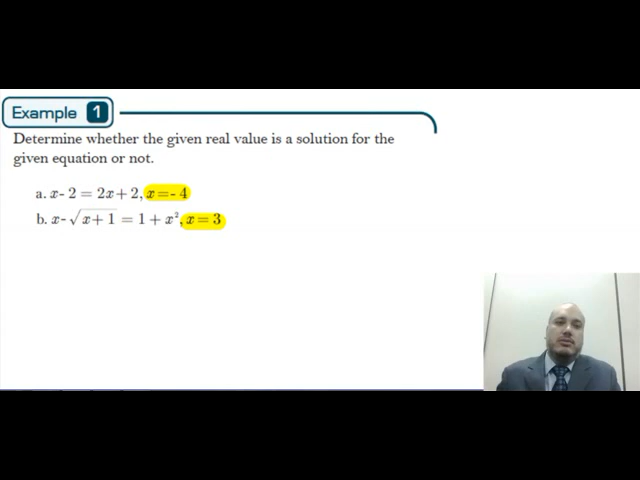 Example 1
Determine whether the given real value is a solution for the
given equation or not.
a. x- 2 = 2x + 2, x = - 4
b. x- √x + 1 = 1 + x², x = 3